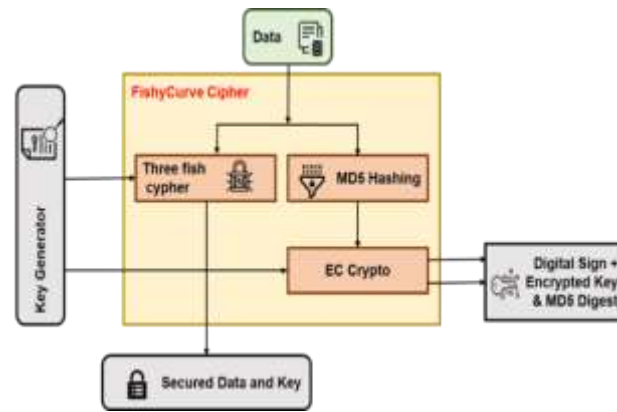 Data
FishyCurve Cipher
Three fish
cypher
MD5 Hashing
Key Generator
EC Crypto
Digital Sign +
Encrypted Key
& MD5 Digest
Secured Data and Key